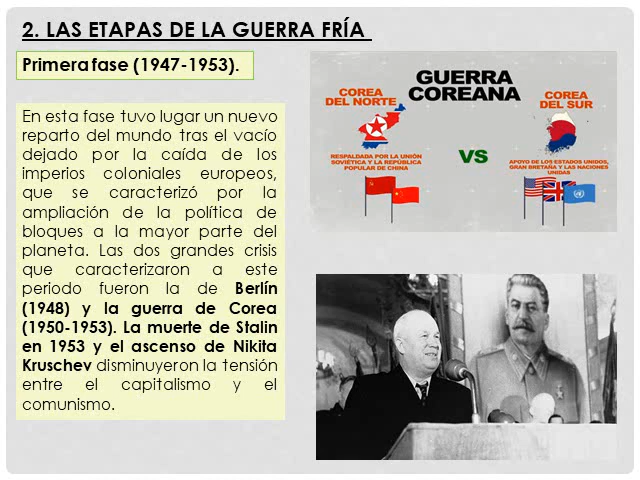 2. LAS ETAPAS DE LA GUERRA FRÍA
Primera fase (1947-1953).
En esta fase tuvo lugar un nuevo
reparto del mundo tras el vacío
dejado por la caída de los
imperios coloniales europeos,
que se caracterizó por la
ampliación de la política de
bloques a la mayor parte del
planeta. Las dos grandes crisis
que caracterizaron a este
periodo fueron la de Berlín
(1948) y la guerra de Corea
(1950-1953). La muerte de Stalin
en 1953 y el ascenso de Nikita
Kruschev disminuyeron la tensión
entre el capitalismo y el
comunismo.
GUERRA
COREANA
COREA
DEL NORTE
RESPALDADA POR LA UNIÓN
SOVIÉTICA Y LA REPÚBLICA
POPULAR DE CHINA
VS
COREA
DEL SUR
APOYO DE LOS ESTADOS UNIDOS,
GRAN BRETAÑA Y LAS NACIONES
UNIDAS